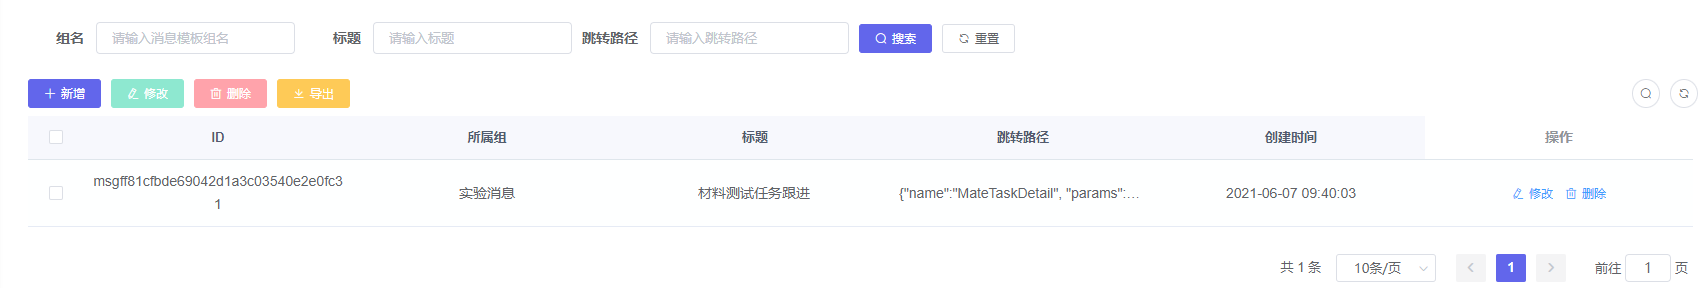 组名 请输入消息模板组名 标题 请输入标题 跳转路径 请输入跳转路径 搜索 重置
新增 修改 删除 导出
ID 所属组 标题 跳转路径 创建时间 操作
msgff81cfbde69042d1a3c03540e2e0fc3
1
实验消息 材料测试任务跟进 {"name":"MateTaskDetail", "params":... 2021-06-07 09:40:03 修改 删除
共 1 条 10条/页 1 前往 1 页